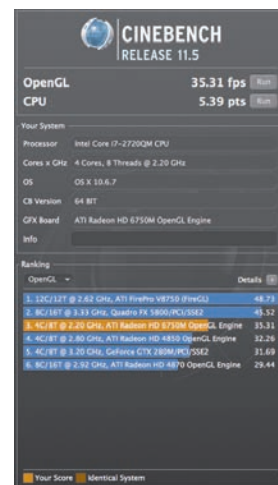 CINEBENCH
RELEASE 11.5
OpenGL 35.31 fps Run
CPU 5.39 pts Run
Your System
Processor Intel Core i7-2720QM CPU
Cores x GHz 4 Cores, 8 Threads @ 2.20 GHz
OS OS X 10.6.7
CB Version 64 BIT
GFX Board ATI Radeon HD 6750M OpenGL Engine
Info
Ranking
OpenGL Details
1. 12C/12T @ 2.62 GHz, ATI FirePro V8750 (FireGL) 48.73
2. 8C/16T @ 3.33 GHz, Quadro FX 5800/PCI/SSE2 45.52
3. 4C/8T @ 2.20 GHz, ATI Radeon HD 6750M OpenGL Engine 35.31
4. 4C/8T @ 2.80 GHz, ATI Radeon HD 4850 OpenGL Engine 32.26
5. 4C/8T @ 3.20 GHz, GeForce GTX 280M/PCI/SSE2 31.69
6. 8C/16T @ 2.92 GHz, ATI Radeon HD 4870 OpenGL Engine 29.44
Your Score Identical System